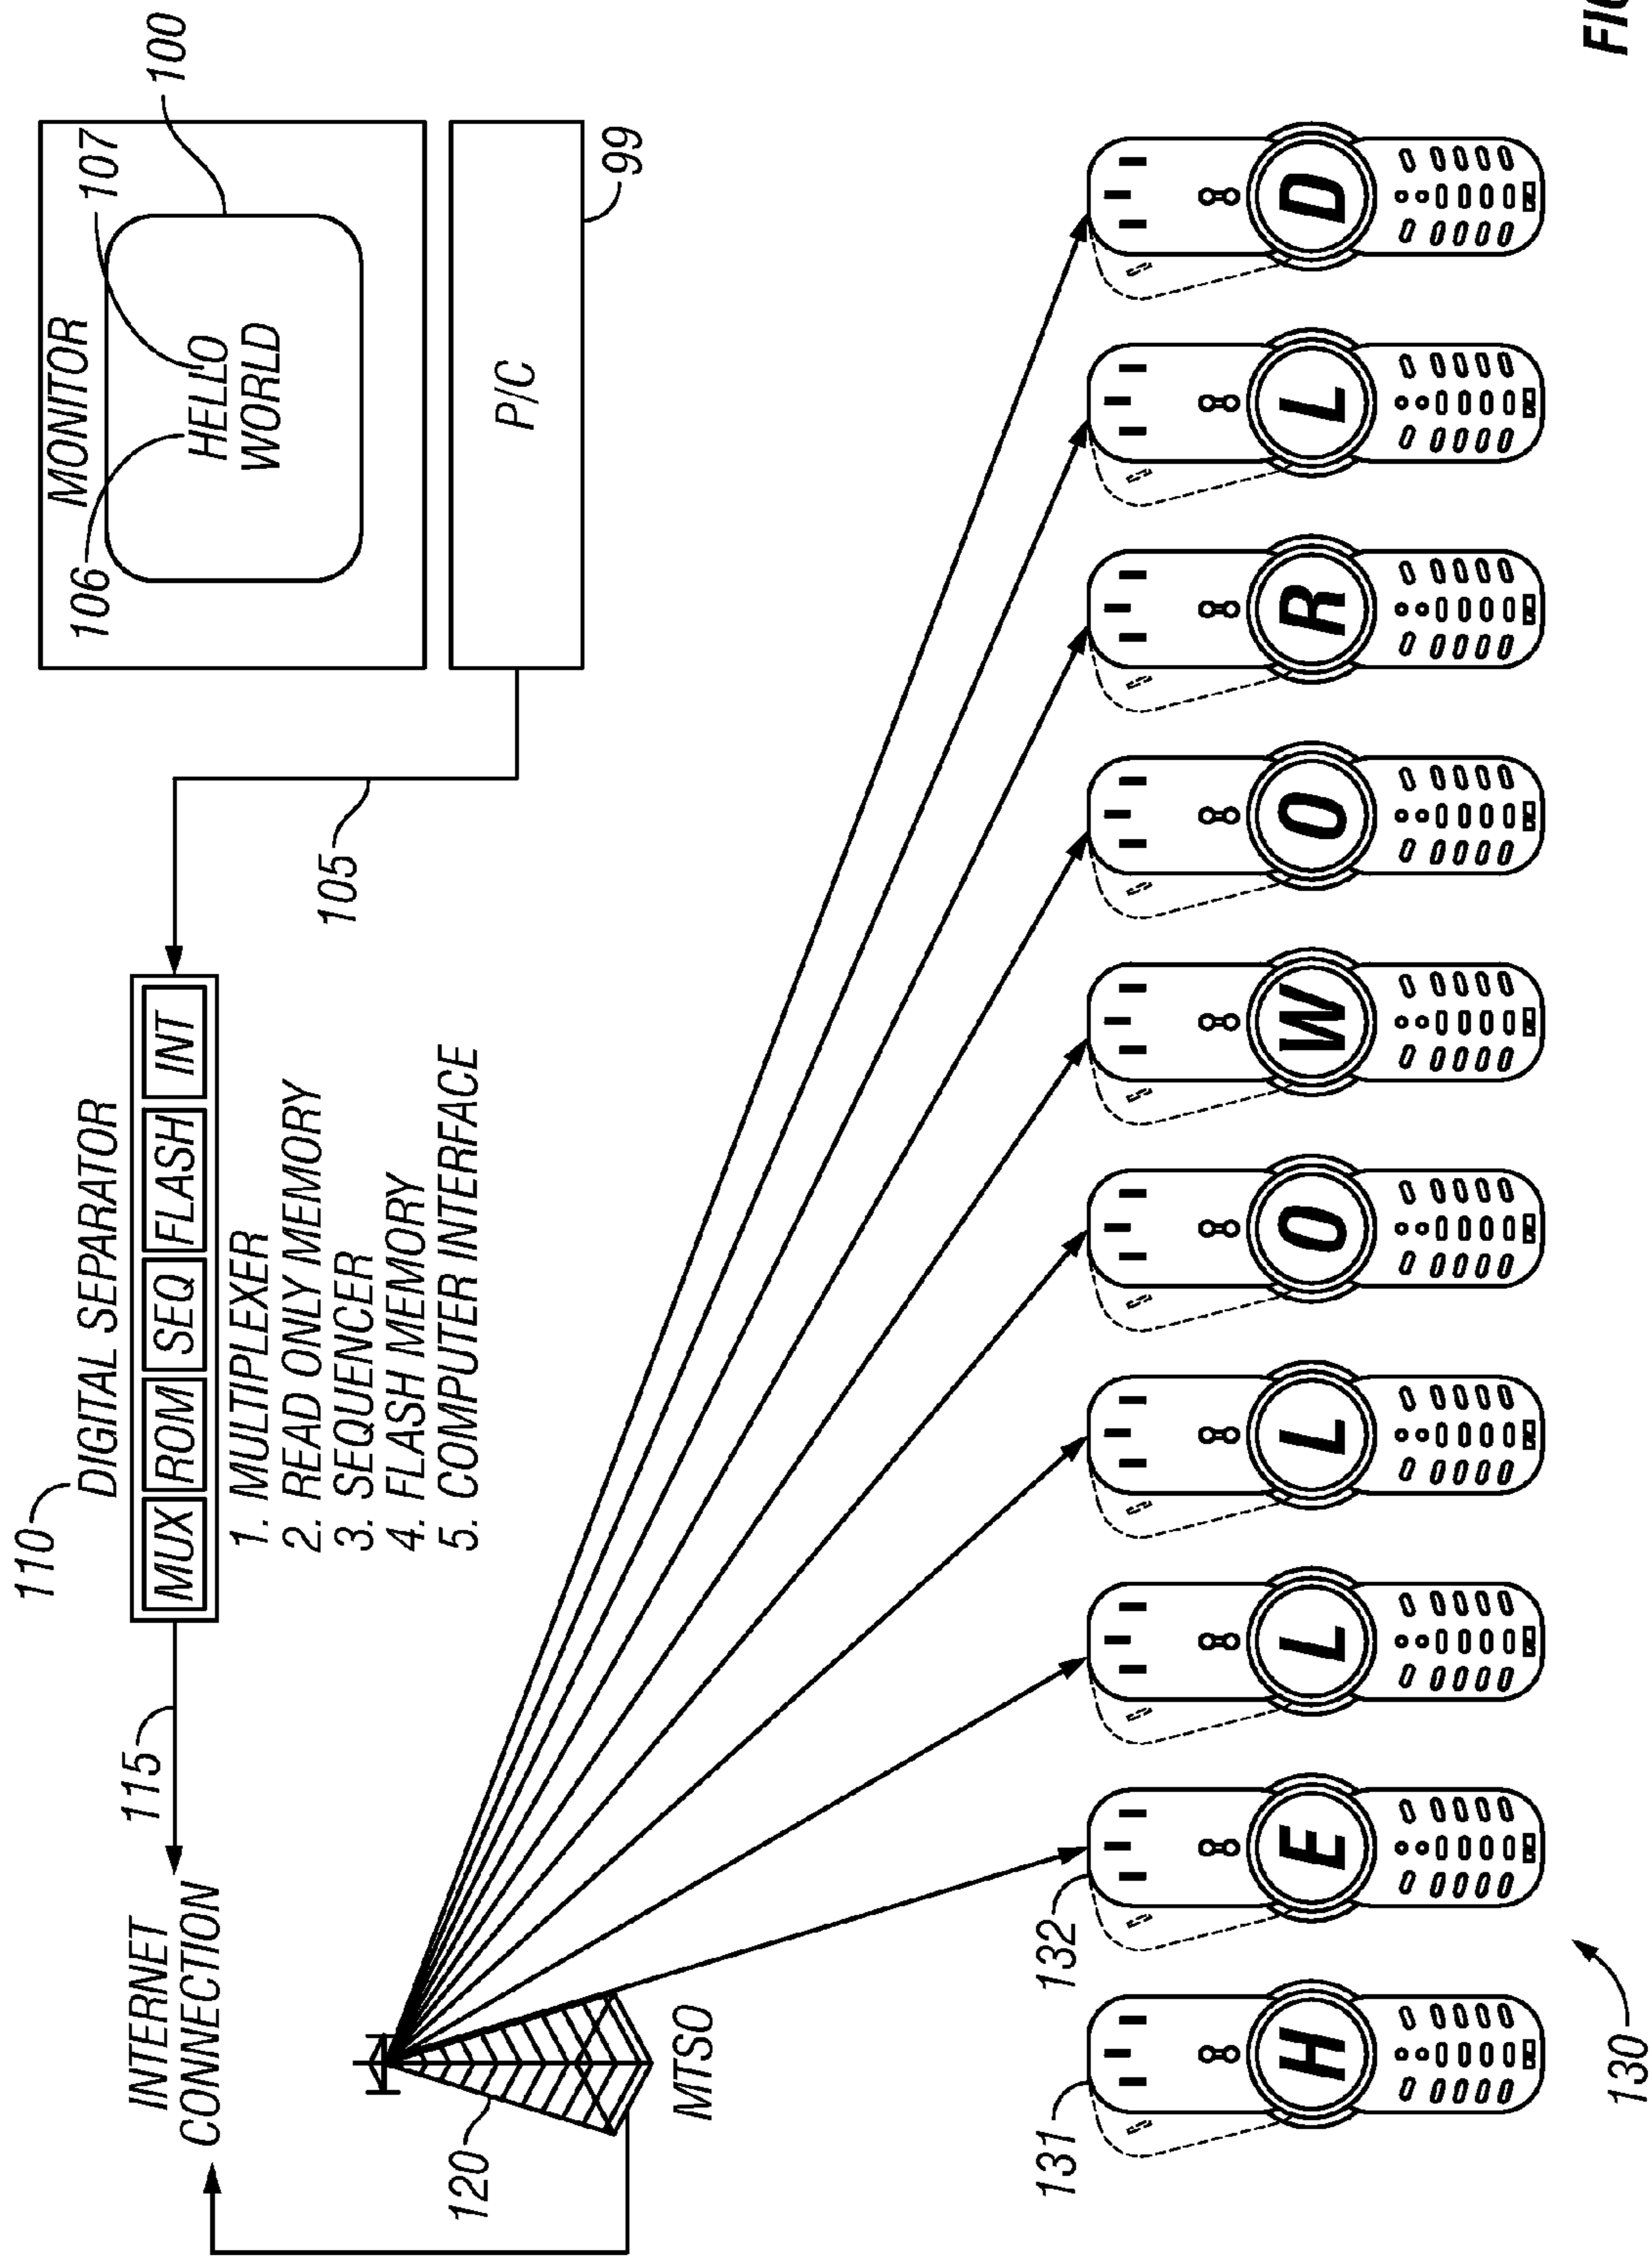 110
DIGITAL SEPARATOR
MUX ROM SEQ FLASH INT
1. MULTIPLEXER
2. READ ONLY MEMORY
3. SEQUENCER
4. FLASH MEMORY
5. COMPUTER INTERFACE
115
INTERNET
CONNECTION
105
MONITOR
106
107
100
HELLO
WORLD
P/C
99
120
MTSO
131
132
H E L L O W O R L D
130